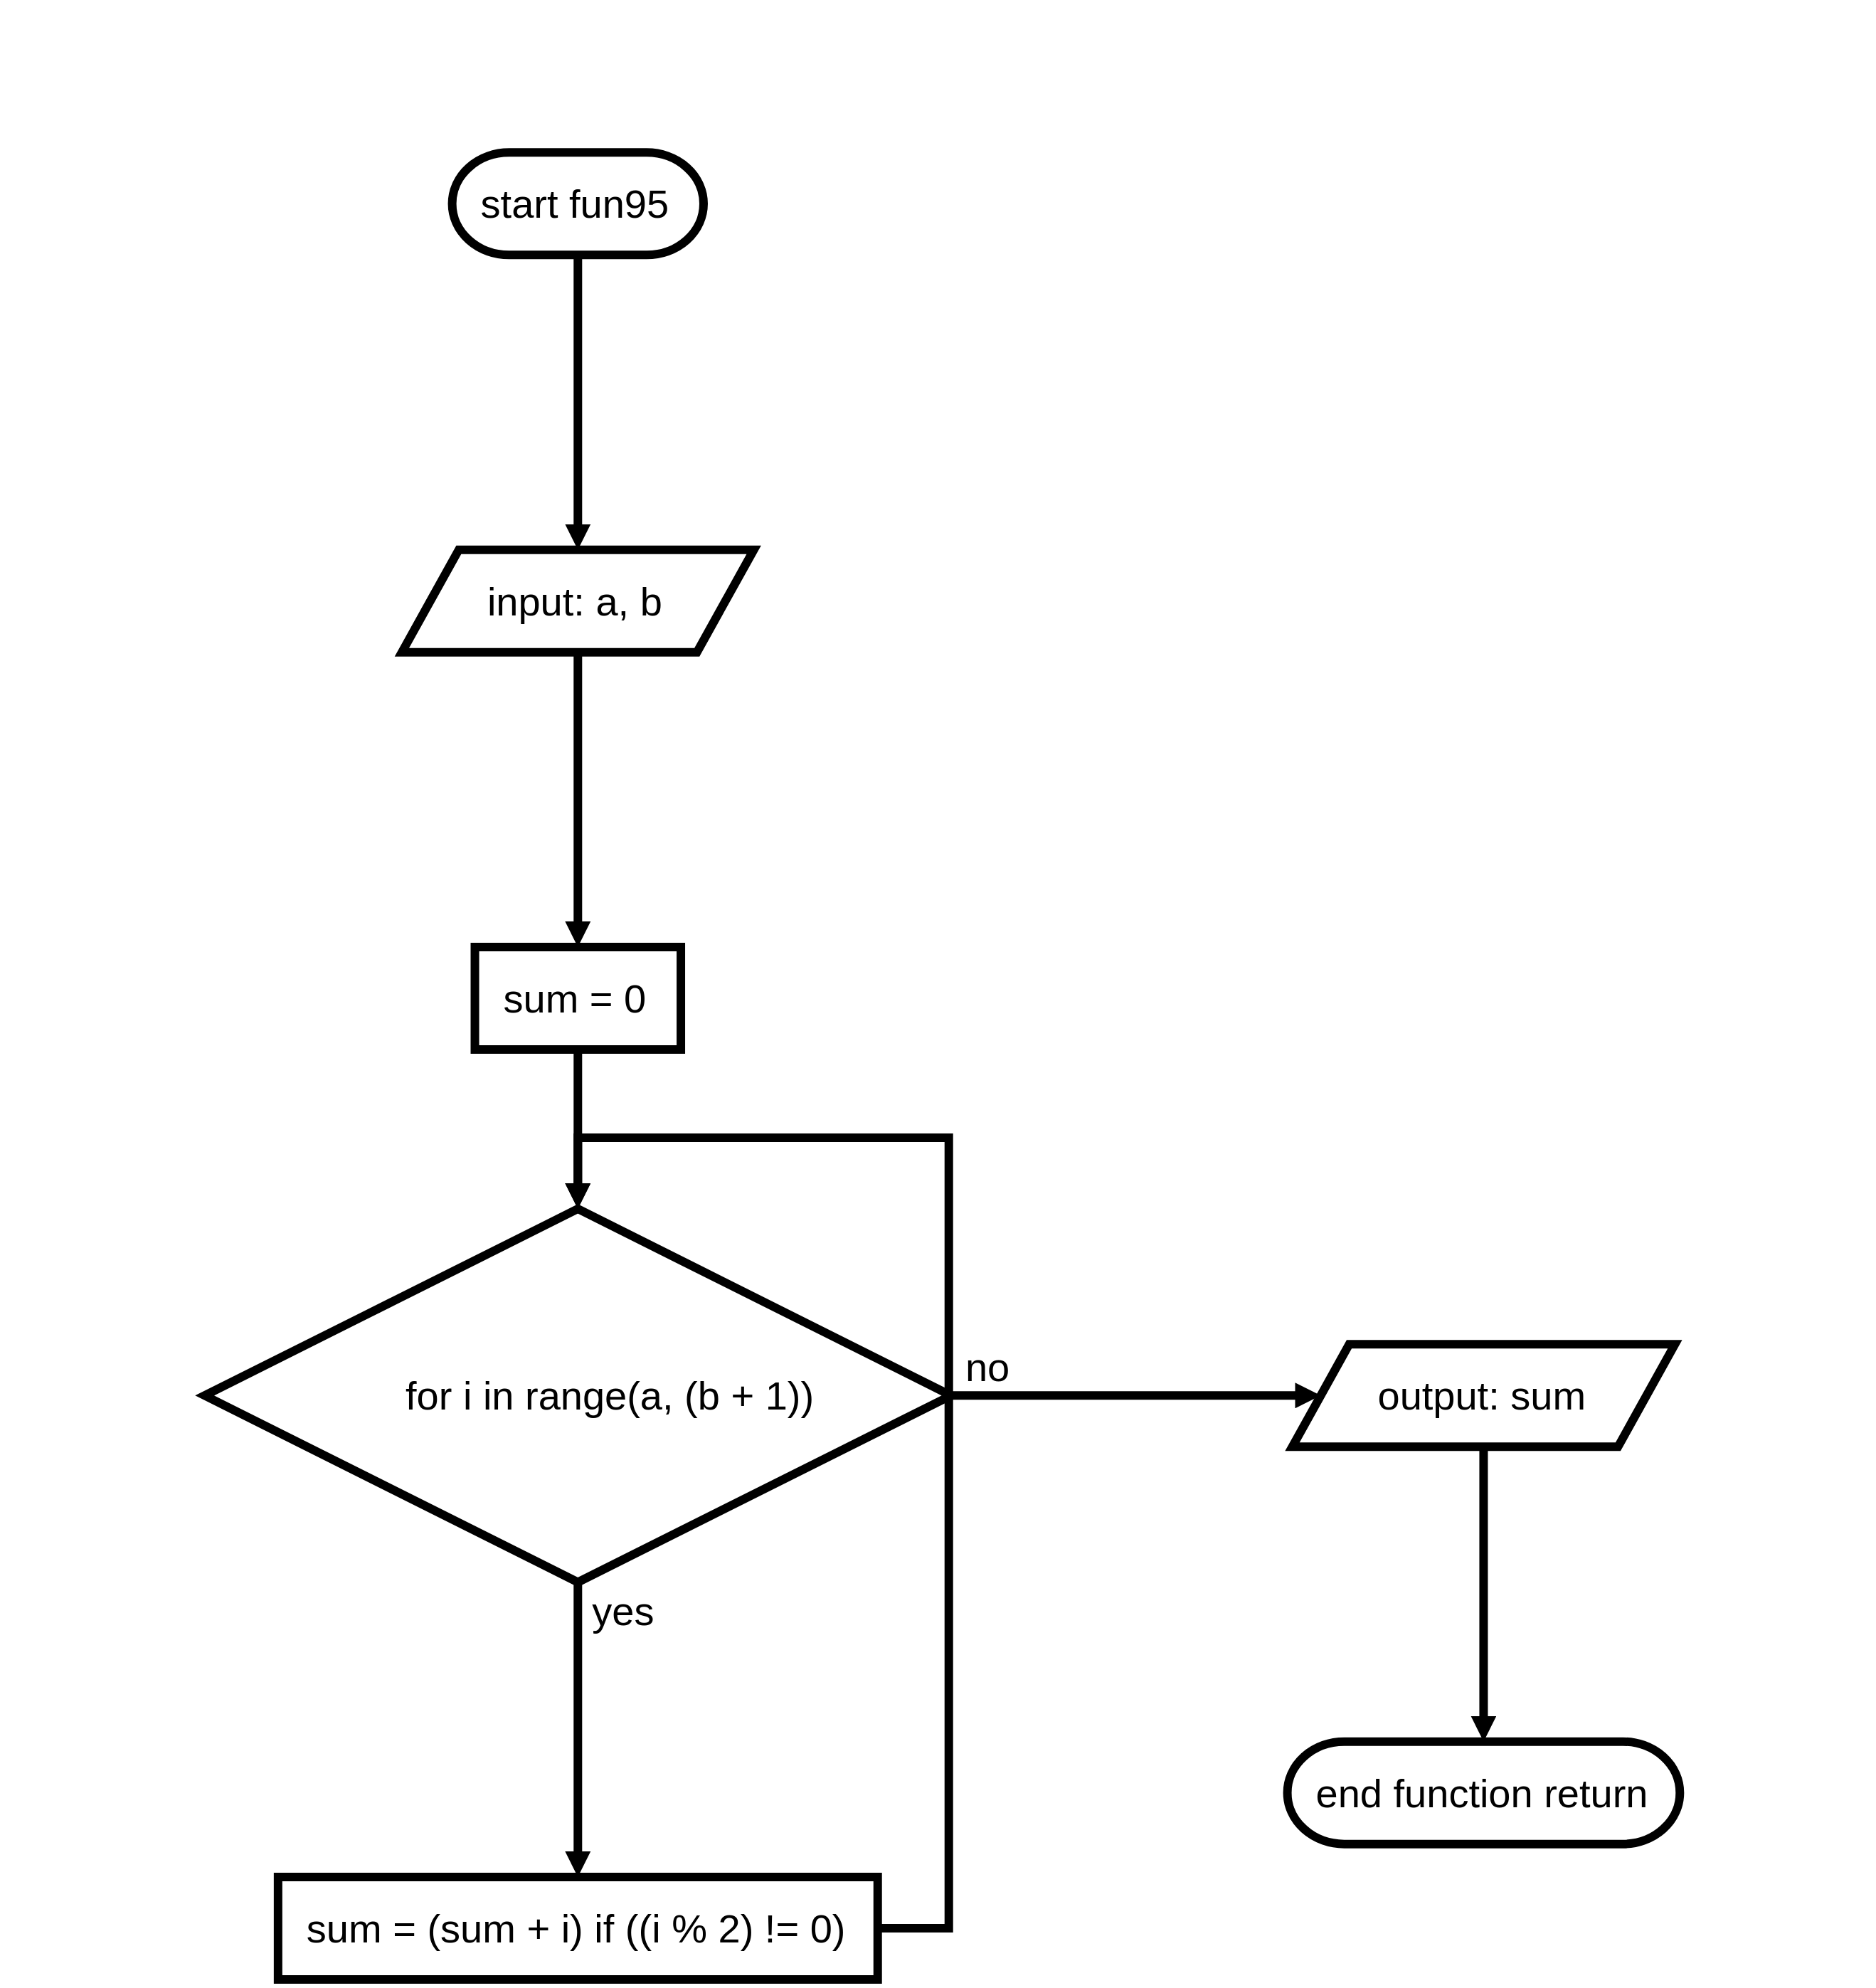 start fun95
input: a, b
sum = 0
for i in range(a, (b + 1))
no
output: sum
yes
end function return
sum = (sum + i) if ((i % 2) != 0)